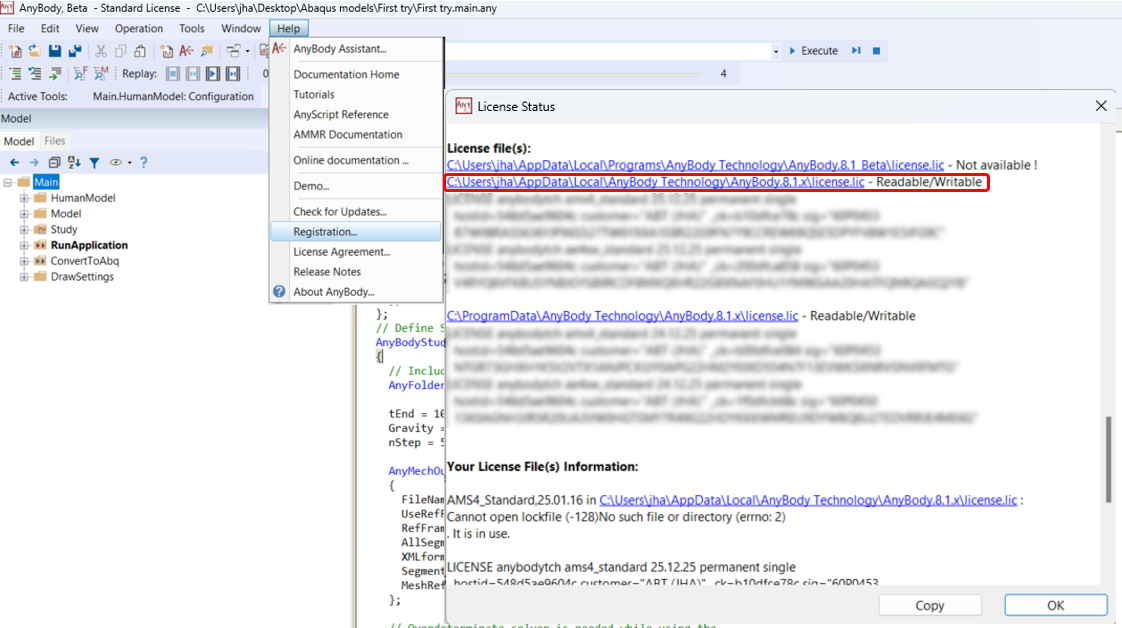 AnyBody, Beta - Standard License - C:\Users\jha\Desktop\Abaqus models\First try\First try.main.any
File Edit View Operation Tools Window Help
Execute
Replay:
4
Active Tools: Main.HumanModel: Configuration
Model
Model Files
Main
HumanModel
Model
Study
RunApplication
ConvertToAbq
DrawSettings
AnyBody Assistant...
Documentation Home
Tutorials
AnyScript Reference
AMMR Documentation
Online documentation ...
Demo...
Check for Updates...
Registration...
License Agreement...
Release Notes
About AnyBody...
};
// Define S
AnyBodyStud
{
// Includ
AnyFolder
tEnd = 10
Gravity =
nStep = 5
AnyMechOu
{
FileNam
UseRefF
RefFram
AllSegm
XMLform
Segment
MeshRef
};
// Overdeterminate solver is needed while using the
License Status
License file(s):
C:\Users\jha\AppData\Local\Programs\AnyBody Technology\AnyBody.8.1_Beta\license.lic - Not available !
C:\Users\jha\AppData\Local\AnyBody Technology\AnyBody.8.1.x\license.lic - Readable/Writable
C:\ProgramData\AnyBody Technology\AnyBody.8.1.x\license.lic - Readable/Writable
Your License File(s) Information:
AMS4_Standard,25.01.16 in C:\Users\jha\AppData\Local\AnyBody Technology\AnyBody.8.1.x\license.lic :
Cannot open lockfile (-128)No such file or directory (errno: 2)
. It is in use.
LICENSE anybodytch ams4_standard 25.12.25 permanent single
hostid=548d5ae9604c customer="ABT (JHA)" _ck=b10dfce78c sig="60P0453
Copy OK